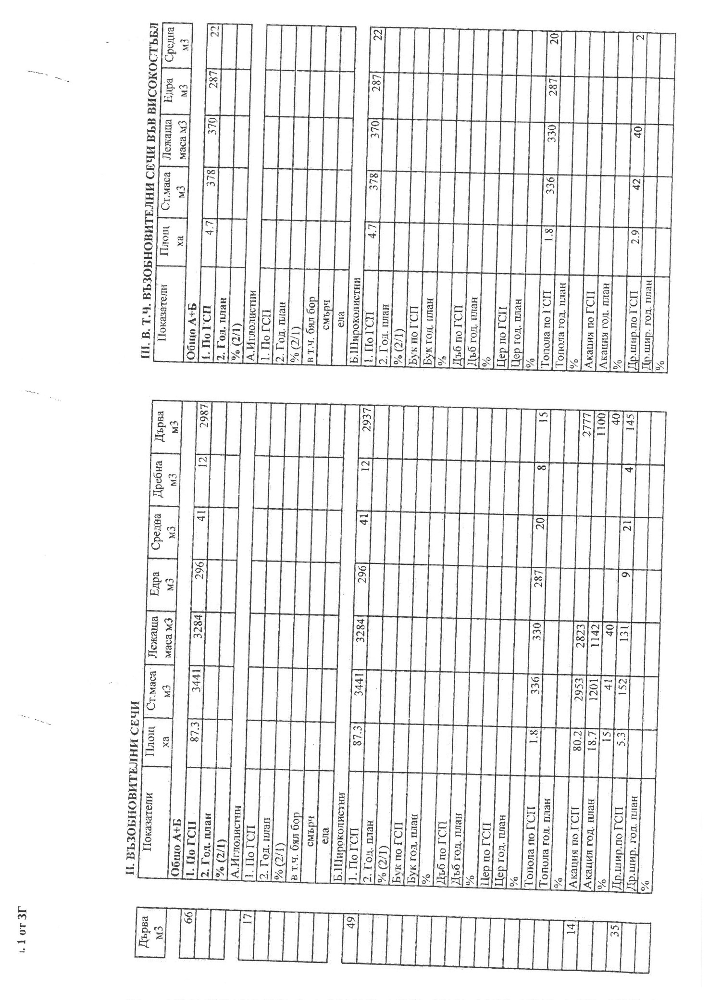 . 1 от ЗГ
Дърва
м3
66
17
49
14
35
II. ВЪЗОБНОВИТЕЛНИ СЕЧИ
Показатели Площ Ст.маса Лежаща Едра Средна Дребна Дърва
ха м3 маса м3 м3 м3 м3 м3
Общо А+Б
1. По ГСП 87.3 3441 3284 296 41 12 2987
2. Год. план
% (2/1)
А.Иглолистни
1. По ГСП
2. Год. план
% (2/1)
в т.ч. бял бор
смърч
ела
Б.Широколистни
1. По ГСП 87.3 3441 3284 296 41 12 2937
2. Год. план
% (2/1)
Бук по ГСП
Бук год. план
%
Дъб по ГСП
Дъб год. план
%
Цер по ГСП
Цер год. план
%
Топола по ГСП 1.8 336 330 287 20 8 15
Топола год. план
%
Акация по ГСП 80.2 2953 2823 2777
Акация год. план 18.7 1201 1142 1100
% 15 41 40 40
Др.шир.по ГСП 5.3 152 131 9 21 4 145
Др.шир. год. план
%
III. В. Т.Ч. ВЪЗОБНОВИТЕЛНИ СЕЧИ ВЪВ ВИСОКОСТЪБЛ
Показатели Площ Ст.маса Лежаща Едра Средна
ха м3 маса м3 м3 м3
Общо А+Б
1. По ГСП 4.7 378 370 287 22
2. Год. план
% (2/1)
А.Иглолистни
1. По ГСП
2. Год. план
% (2/1)
в т.ч. бял бор
смърч
ела
Б.Широколистни
1. По ГСП 4.7 378 370 287 22
2. Год. план
% (2/1)
Бук по ГСП
Бук год. план
%
Дъб по ГСП
Дъб год. план
%
Цер по ГСП
Цер год. план
%
Топола по ГСП 1.8 336 330 287 20
Топола год. план
%
Акация по ГСП
Акация год. план
%
Др.шир.по ГСП 2.9 42 40 2
Др.шир. год. план
%